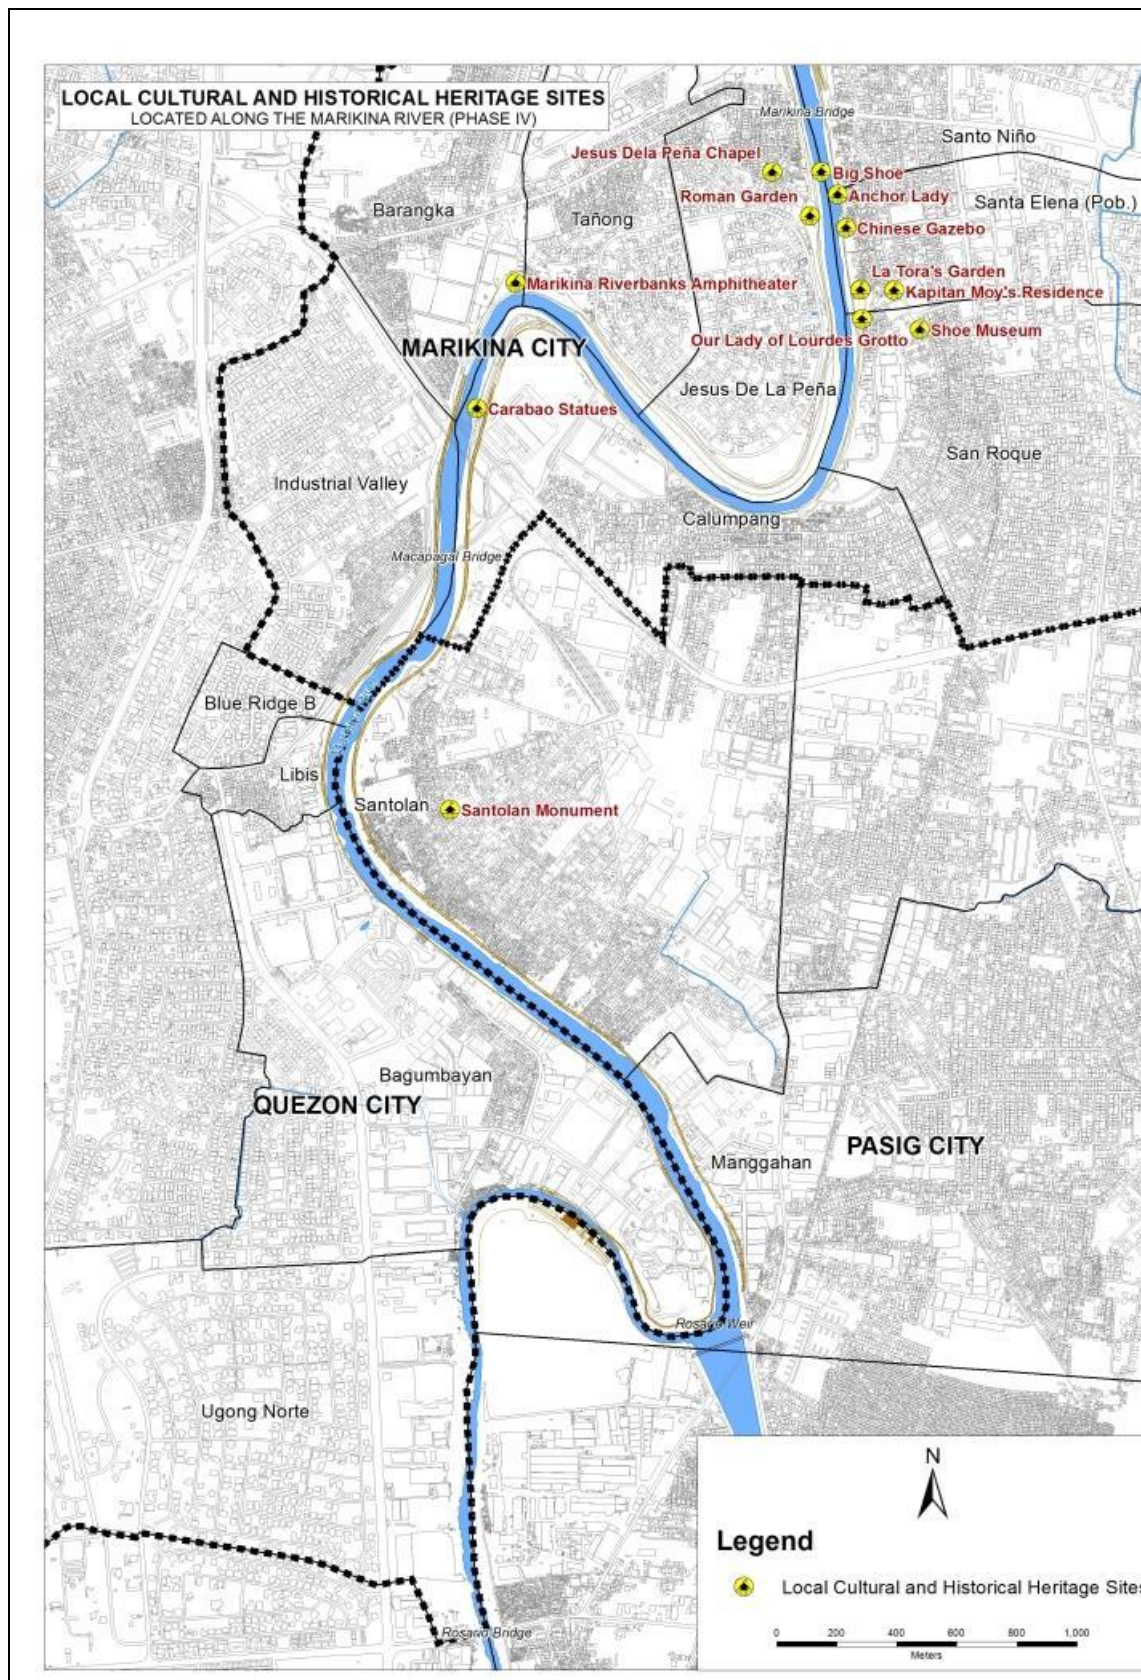 LOCAL CULTURAL AND HISTORICAL HERITAGE SITES
LOCATED ALONG THE MARIKINA RIVER (PHASE IV)
Marikina Bridge
Santo Niño
Jesus Dela Peña Chapel
Big Shoe
Roman Garden
Anchor Lady
Santa Elena (Pob.)
Barangka
Tañong
Chinese Gazebo
La Tora's Garden
Marikina Riverbanks Amphitheater
Kapitan Moy's Residence
Shoe Museum
Our Lady of Lourdes Grotto
MARIKINA CITY
Jesus De La Peña
Carabao Statues
San Roque
Industrial Valley
Calumpang
Macapagal Bridge
Blue Ridge B
Libis
Santolan
Santolan Monument
Bagumbayan
QUEZON CITY
PASIG CITY
Manggahan
Rosario Weir
Ugong Norte
Rosario Bridge
N
Legend
Local Cultural and Historical Heritage Sites
0 200 400 600 800 1,000
Meters